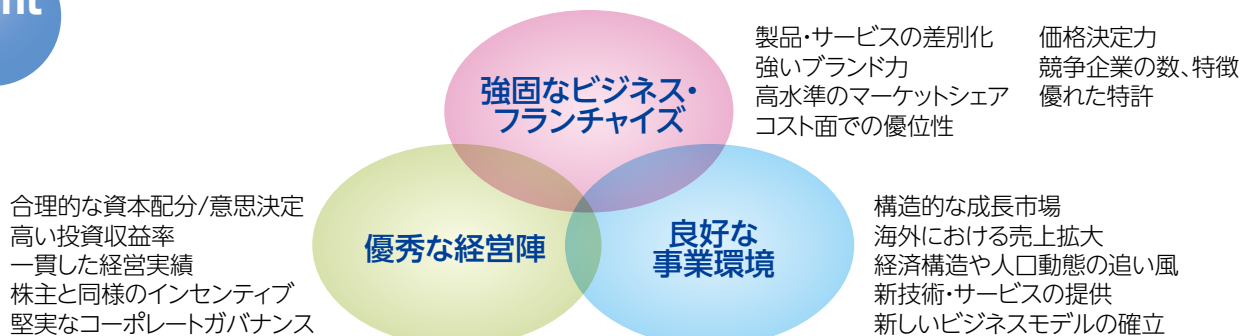 nt
強固なビジネス・
フランチャイズ
製品・サービスの差別化
強いブランド力
高水準のマーケットシェア
コスト面での優位性
価格決定力
競争企業の数、特徴
優れた特許
優秀な経営陣
合理的な資本配分/意思決定
高い投資収益率
一貫した経営実績
株主と同様のインセンティブ
堅実なコーポレートガバナンス
良好な
事業環境
構造的な成長市場
海外における売上拡大
経済構造や人口動態の追い風
新技術・サービスの提供
新しいビジネスモデルの確立